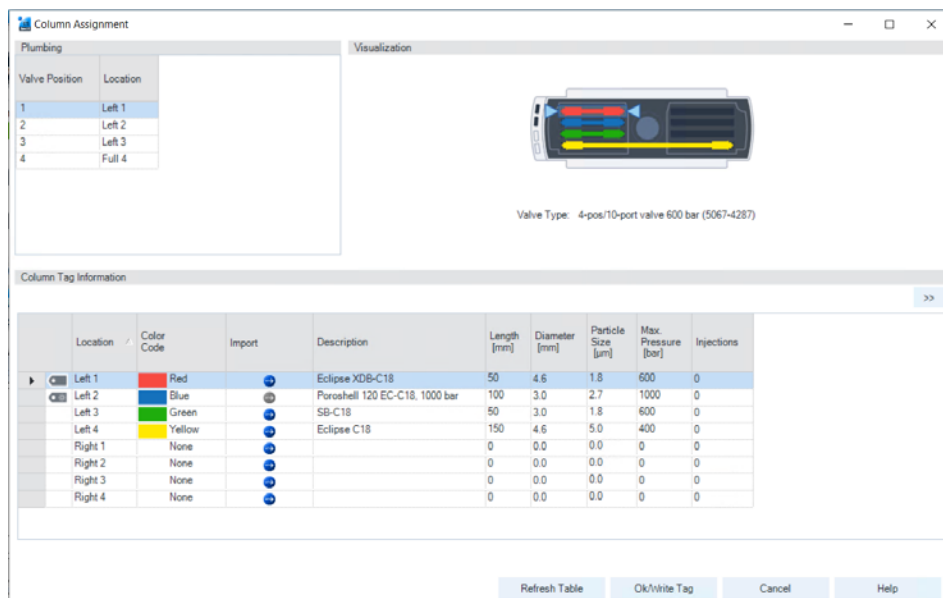 Column Assignment
Plumbing
Valve Position Location
1 Left 1
2 Left 2
3 Left 3
4 Full 4
Visualization
Valve Type: 4-pos/10-port valve 600 bar (5067-4287)
Column Tag Information
>>
Location Color Code Import Description Length [mm] Diameter [mm] Particle Size [µm] Max. Pressure [bar] Injections
Left 1 Red Eclipse XDB-C18 50 4.6 1.8 600 0
Left 2 Blue Poroshell 120 EC-C18, 1000 bar 100 3.0 2.7 1000 0
Left 3 Green SB-C18 50 3.0 1.8 600 0
Left 4 Yellow Eclipse C18 150 4.6 5.0 400 0
Right 1 None 0 0.0 0.0 0 0
Right 2 None 0 0.0 0.0 0 0
Right 3 None 0 0.0 0.0 0 0
Right 4 None 0 0.0 0.0 0 0
Refresh Table Ok/Write Tag Cancel Help